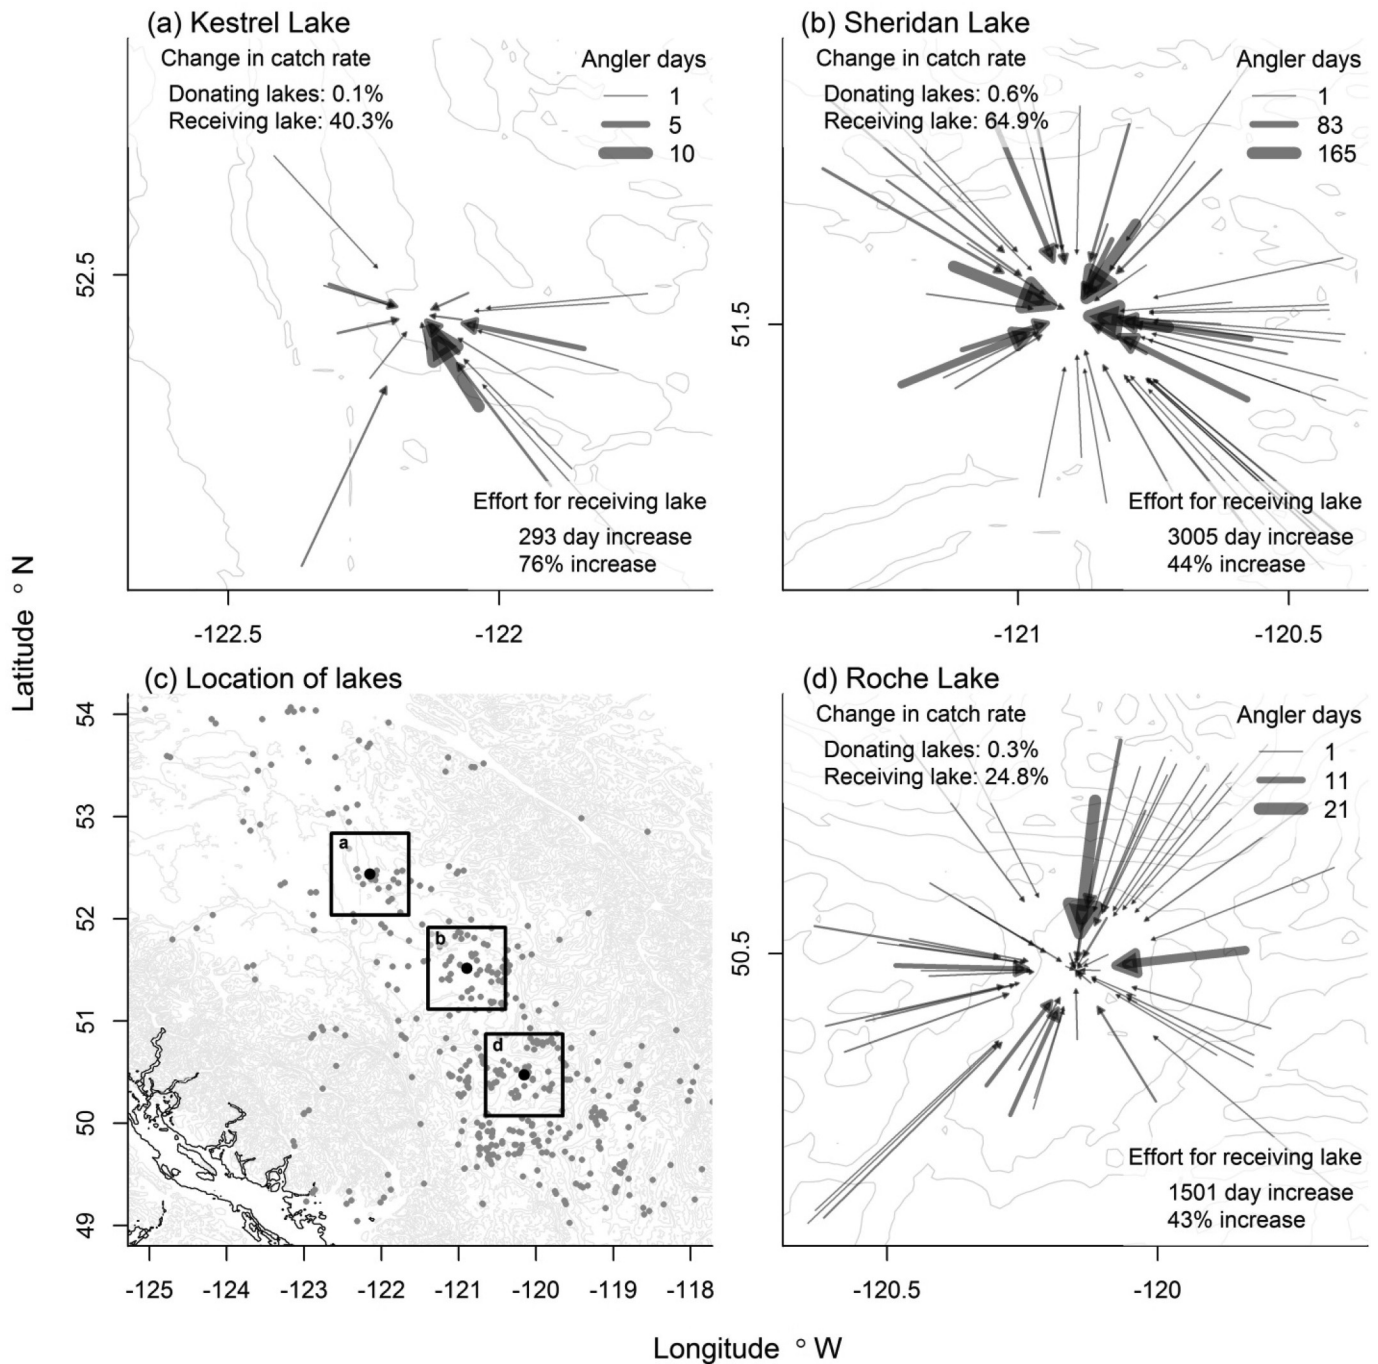 (a) Kestrel Lake
Change in catch rate
Donating lakes: 0.1%
Receiving lake: 40.3%
Angler days
1
5
10
52.5
Effort for receiving lake
293 day increase
76% increase
-122.5
-122
(b) Sheridan Lake
Change in catch rate
Donating lakes: 0.6%
Receiving lake: 64.9%
Angler days
1
83
165
51.5
Effort for receiving lake
3005 day increase
44% increase
-121
-120.5
Latitude ° N
(c) Location of lakes
54
53
52
51
50
49
a
b
d
-125
-124
-123
-122
-121
-120
-119
-118
(d) Roche Lake
Change in catch rate
Donating lakes: 0.3%
Receiving lake: 24.8%
Angler days
1
11
21
50.5
Effort for receiving lake
1501 day increase
43% increase
-120.5
-120
Longitude ° W